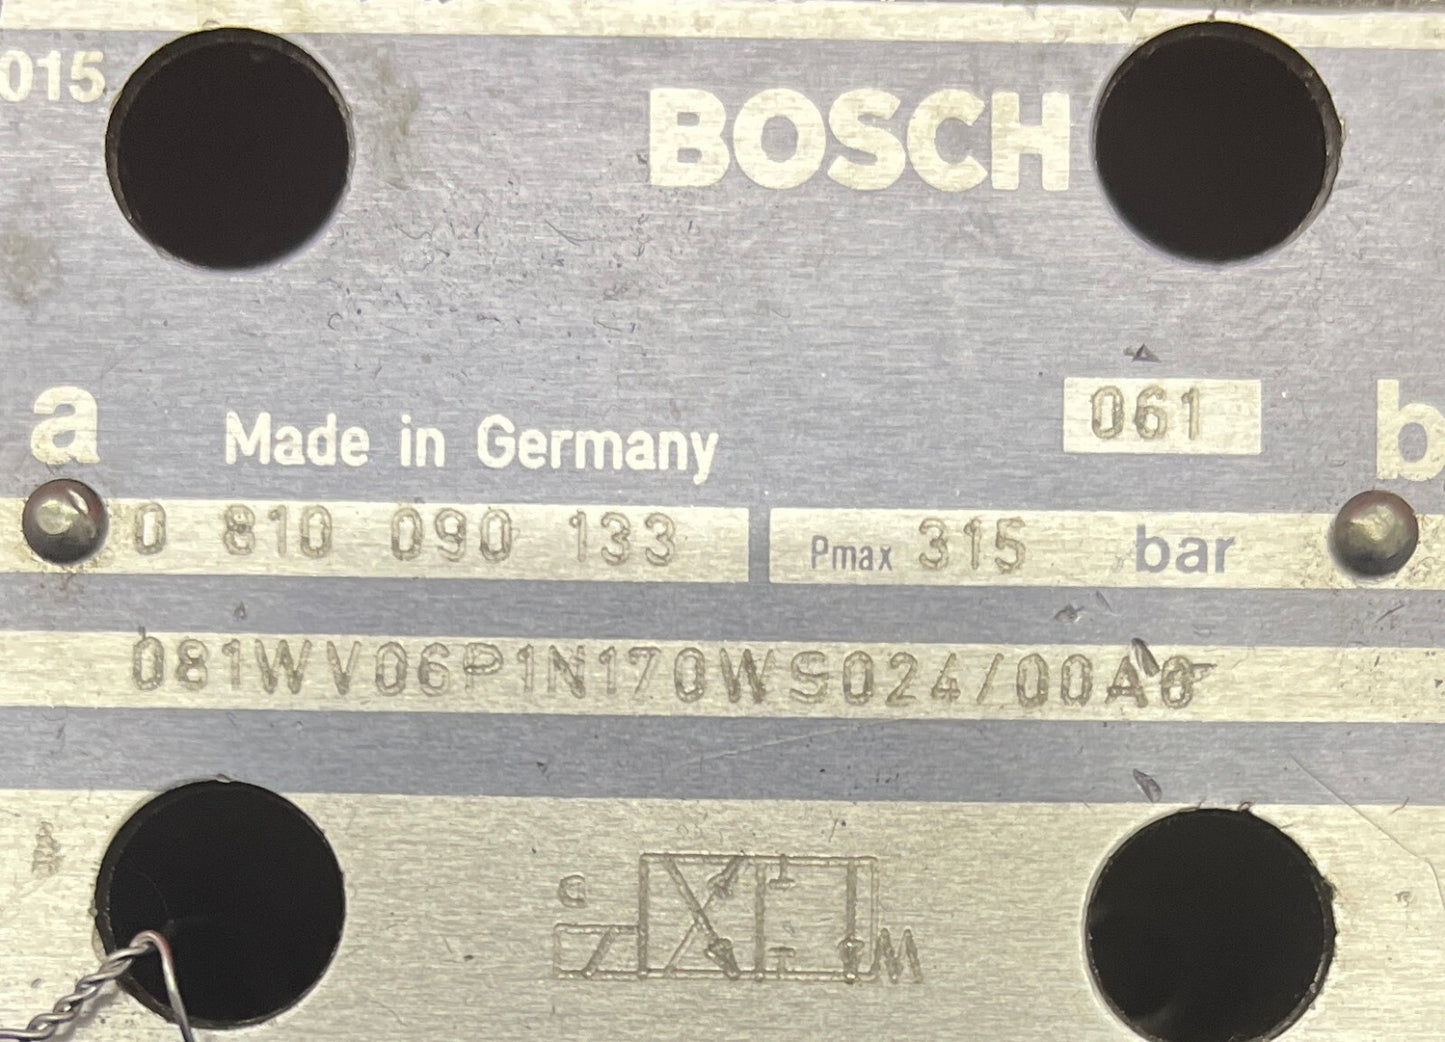 015
BOSCH
a
Made in Germany
061
b
0 810 090 133
Pmax 315 bar
081WV06P1N170WS024/00A0
a